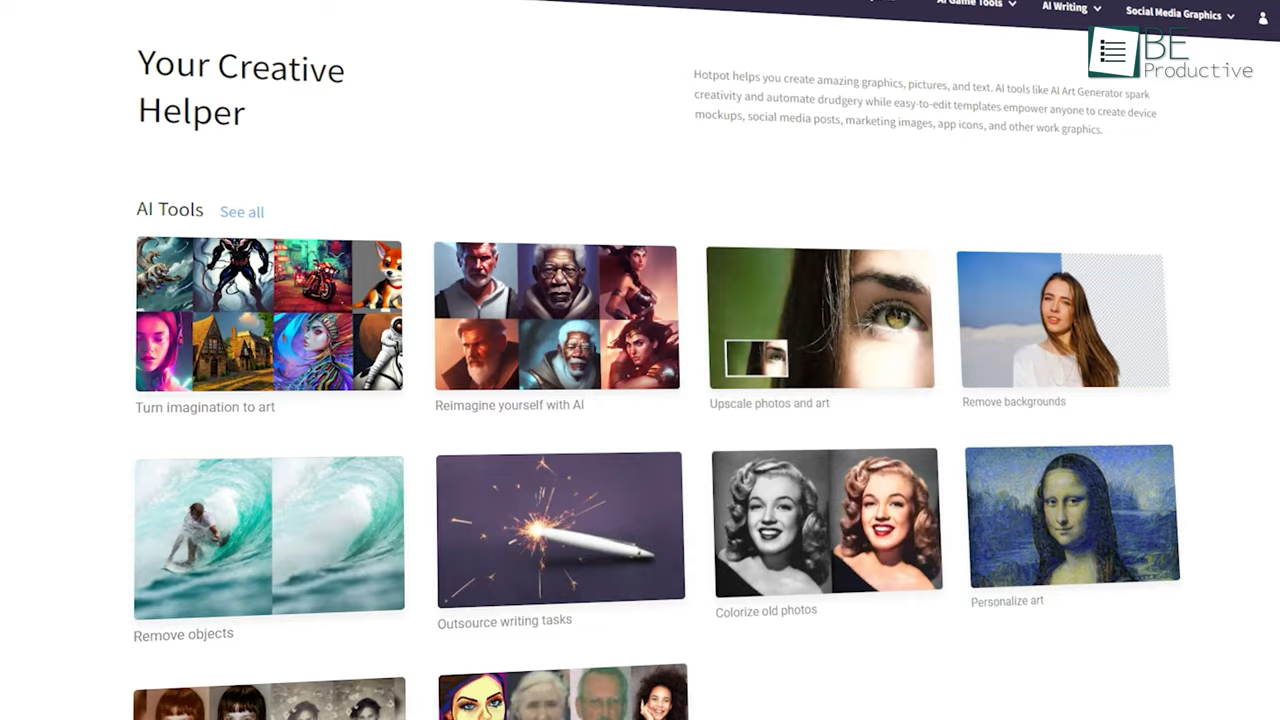 AI Game Tools
AI Writing
Social Media Graphics
BE
Productive
Your Creative
Helper
Hotpot helps you create amazing graphics, pictures, and text. AI tools like AI Art Generator spark
creativity and automate drudgery while easy-to-edit templates empower anyone to create device
mockups, social media posts, marketing images, app icons, and other work graphics.
AI Tools See all
Turn imagination to art
Reimagine yourself with AI
Upscale photos and art
Remove backgrounds
Remove objects
Outsource writing tasks
Colorize old photos
Personalize art